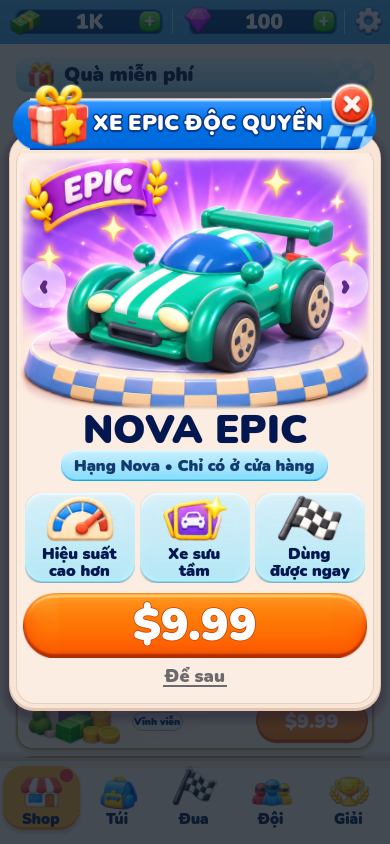 1K
100
Quà miễn phí
XE EPIC ĐỘC QUYỀN
EPIC
NOVA EPIC
Hạng Nova • Chỉ có ở cửa hàng
Hiệu suất
cao hơn
Xe sưu
tầm
Dùng
được ngay
$9.99
Để sau
Vĩnh viễn
$9.99
Shop
Túi
Đua
Đội
Giải